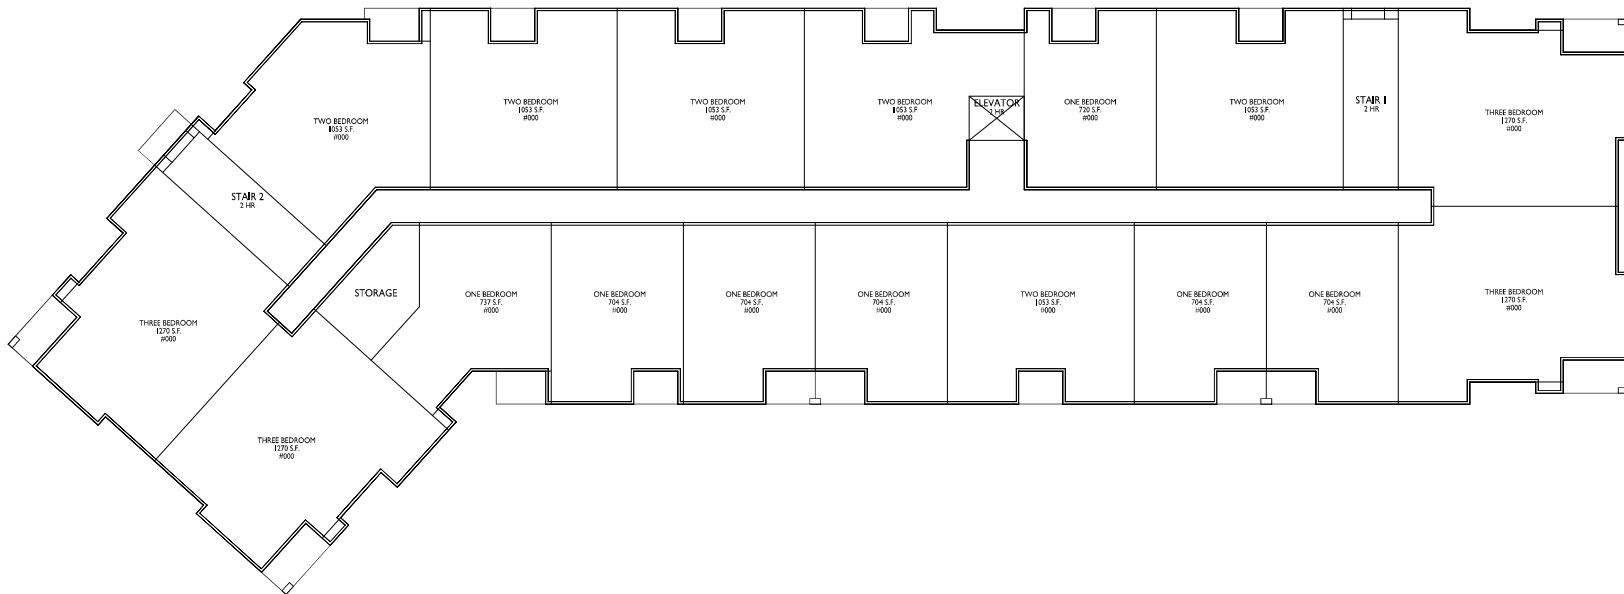 TWO BEDROOM
1053 S.F.
#000
TWO BEDROOM
1053 S.F.
#000
TWO BEDROOM
1053 S.F.
#000
TWO BEDROOM
1053 S.F.
#000
ELEVATOR
2 HR
ONE BEDROOM
720 S.F.
#000
TWO BEDROOM
1053 S.F.
#000
STAIR 1
2 HR
THREE BEDROOM
1270 S.F.
#000
STAIR 2
2 HR
STORAGE
ONE BEDROOM
737 S.F.
#000
ONE BEDROOM
704 S.F.
#000
ONE BEDROOM
704 S.F.
#000
ONE BEDROOM
704 S.F.
#000
TWO BEDROOM
1053 S.F.
#000
ONE BEDROOM
704 S.F.
#000
ONE BEDROOM
704 S.F.
#000
THREE BEDROOM
1270 S.F.
#000
THREE BEDROOM
1270 S.F.
#000
THREE BEDROOM
1270 S.F.
#000